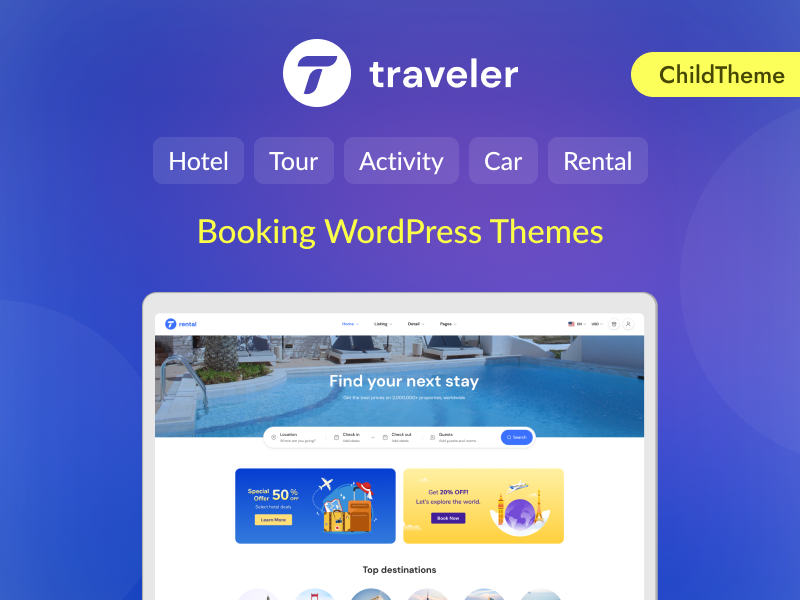 traveler
ChildTheme
Hotel Tour Activity Car Rental
Booking WordPress Themes
rental
Home Listing Detail Pages EN USD
Find your next stay
Get the best prices on 2,000,000+ properties, worldwide
Location Check in Check out Guests
Where are you going? Add dates Add dates Add guests and rooms
Search
Special Offer 50% OFF
Select hotel deals
Learn More
Get 20% OFF!
Let's explore the world.
Book Now
Top destinations